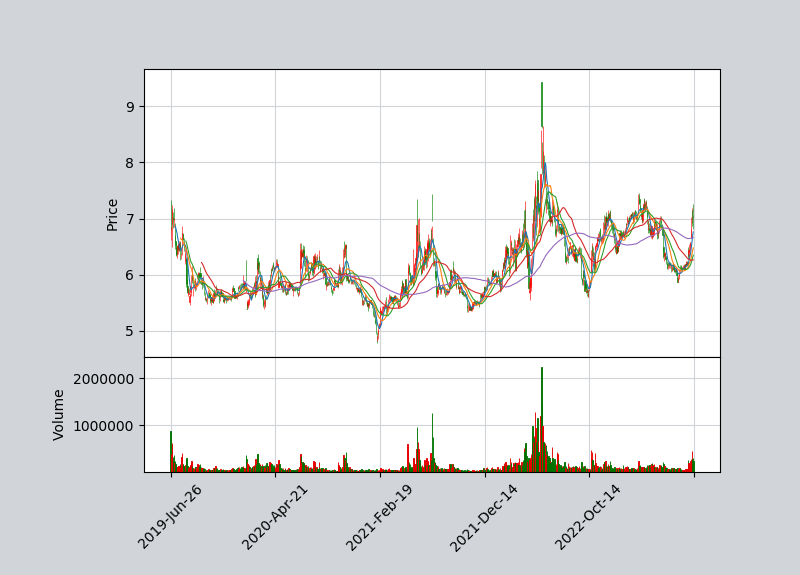 Price
9
8
7
6
5
Volume
2000000
1000000
2019-Jun-26
2020-Apr-21
2021-Feb-19
2021-Dec-14
2022-Oct-14